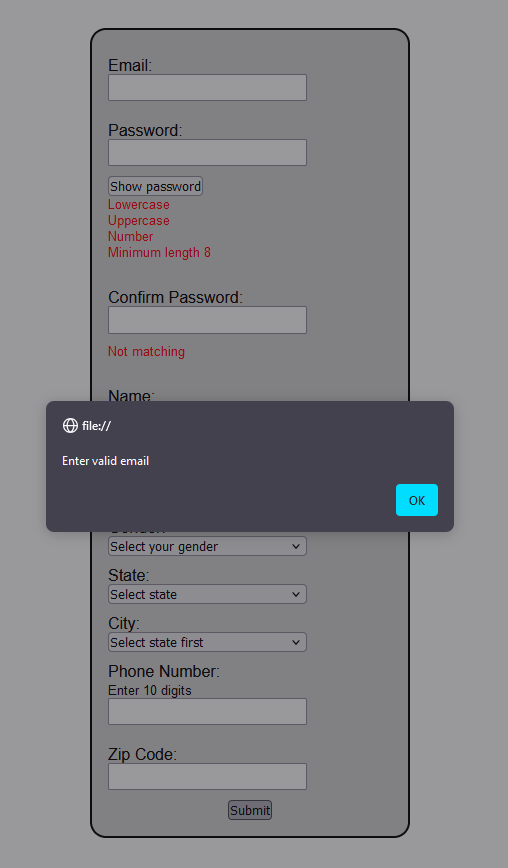 Email:
Password:
Show password
Lowercase
Uppercase
Number
Minimum length 8
Confirm Password:
Not matching
Name:
file://
Enter valid email
OK
Gender:
Select your gender
State:
Select state
City:
Select state first
Phone Number:
Enter 10 digits
Zip Code:
Submit